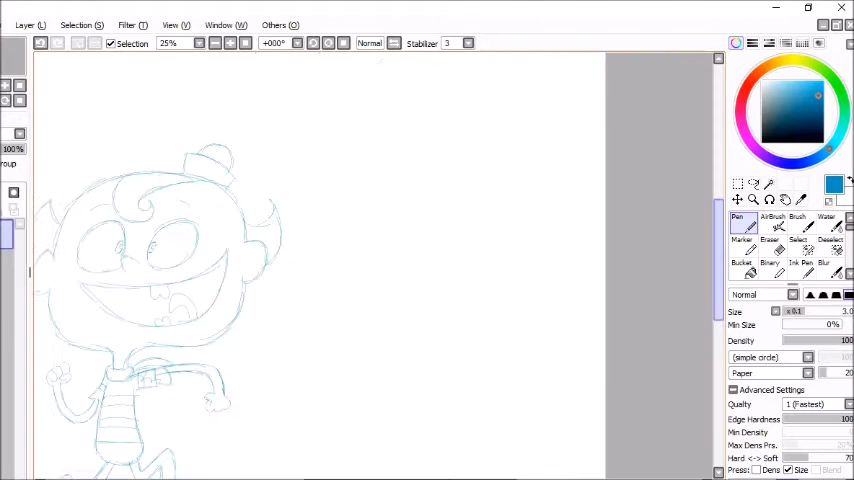 Layer (L) Selection (S) Filter (T) View (V) Window (W) Others (O)
Selection 25% +000° Normal Stabilizer 3
100%
roup
Pen AirBrush Brush Water
Marker Eraser Select Deselect
Bucket Binary Ink Pen Blur
Normal
Size x 0.1 3.0
Min Size 0%
Density 100
(simple circle) 100
Paper 20
Advanced Settings
Quality 1 (Fastest)
Edge Hardness 100
Min Density
Max Dens Prs.
Hard <-> Soft 70
Press: Dens Size Blend